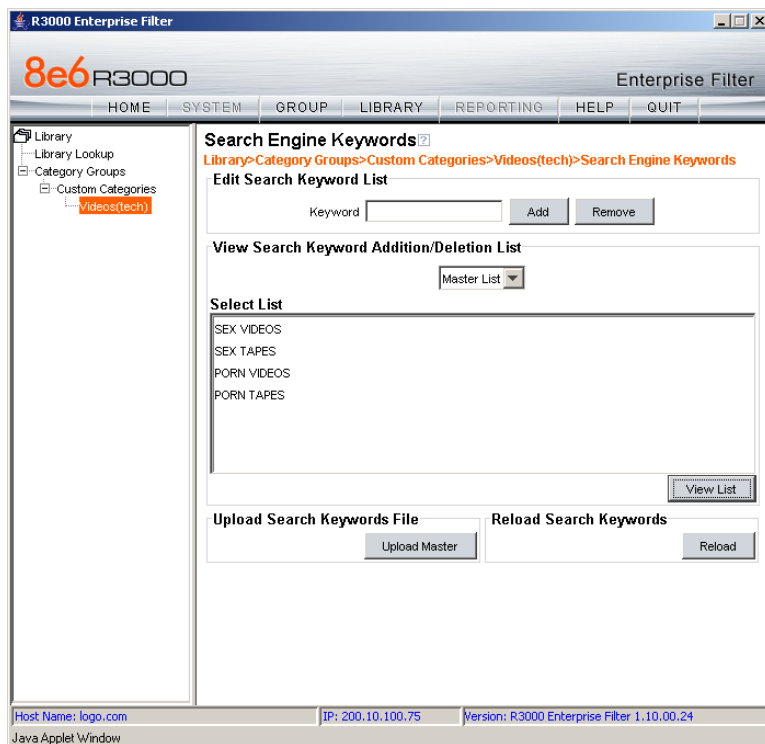 R3000 Enterprise Filter
8e6 R3000
Enterprise Filter
HOME SYSTEM GROUP LIBRARY REPORTING HELP QUIT
Library
Library Lookup
Category Groups
Custom Categories
Videos(tech)
Search Engine Keywords ?
Library>Category Groups>Custom Categories>Videos(tech)>Search Engine Keywords
Edit Search Keyword List
Keyword Add Remove
View Search Keyword Addition/Deletion List
Master List
Select List
SEX VIDEOS
SEX TAPES
PORN VIDEOS
PORN TAPES
View List
Upload Search Keywords File
Upload Master
Reload Search Keywords
Reload
Host Name: logo.com IP: 200.10.100.75 Version: R3000 Enterprise Filter 1.10.00.24
Java Applet Window